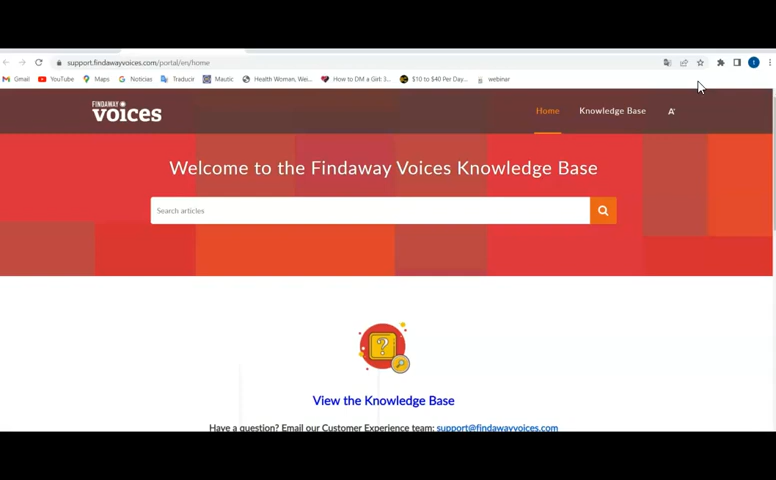 support.findawayvoices.com/portal/en/home
Gmail YouTube Maps Noticias Traducir Mautic Health Women, Wei... How to DM a Girl: 3... $10 to $40 Per Day... webinar
FINDAWAY
voices
Home Knowledge Base A
Welcome to the Findaway Voices Knowledge Base
Search articles
View the Knowledge Base
Have a question? Email our Customer Experience team: support@findawayvoices.com